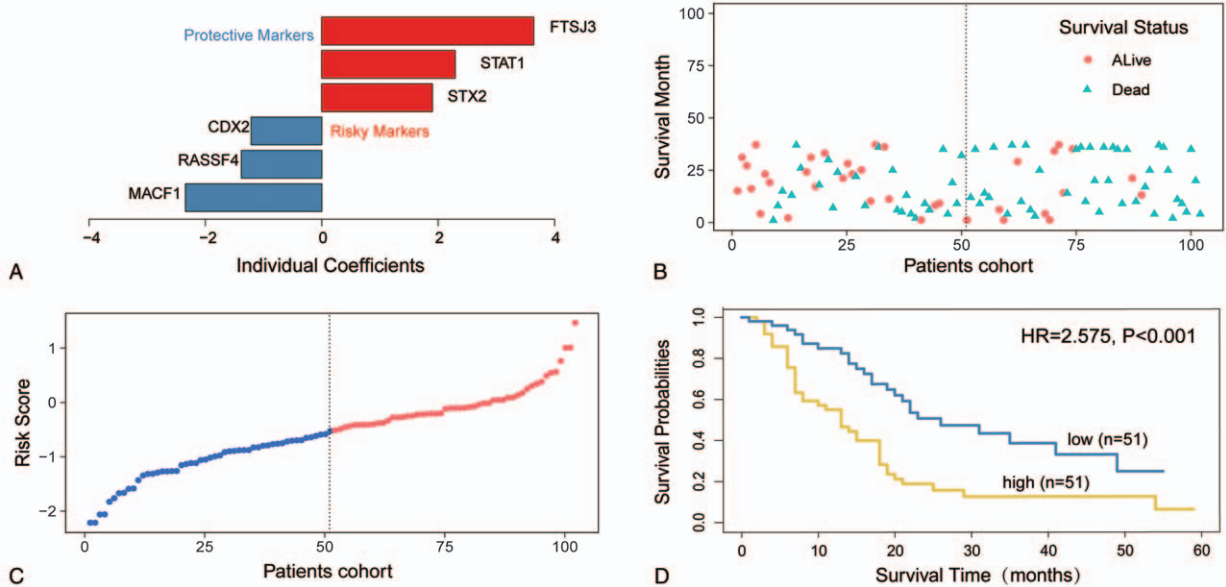 FTSJ3
Protective Markers
STAT1
STX2
CDX2
Risky Markers
RASSF4
MACF1
−4
−2
0
2
4
Individual Coefficients
A
100
75
50
25
0
Survival Month
Survival Status
ALive
Dead
0
25
50
75
100
Patients cohort
B
1
0
−1
−2
Risk Score
0
25
50
75
100
Patients cohort
C
1.0
0.8
0.6
0.4
0.2
0.0
Survival Probabilities
HR=2.575, P<0.001
low (n=51)
high (n=51)
0
10
20
30
40
50
60
Survival Time (months)
D